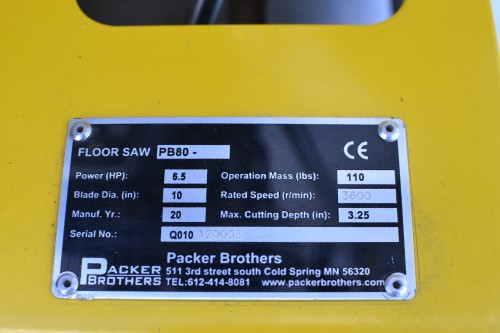 FLOOR SAW PB80 - CE
Power (HP): 6.5 Operation Mass (lbs): 110
Blade Dia. (in): 10 Rated Speed (r/min): 3600
Manuf. Yr.: 20 Max. Cutting Depth (in): 3.25
Serial No.: Q010 120003
Packer Brothers
PACKER BROTHERS
511 3rd street south Cold Spring MN 56320
TEL:612-414-8081 www.packerbrothers.com